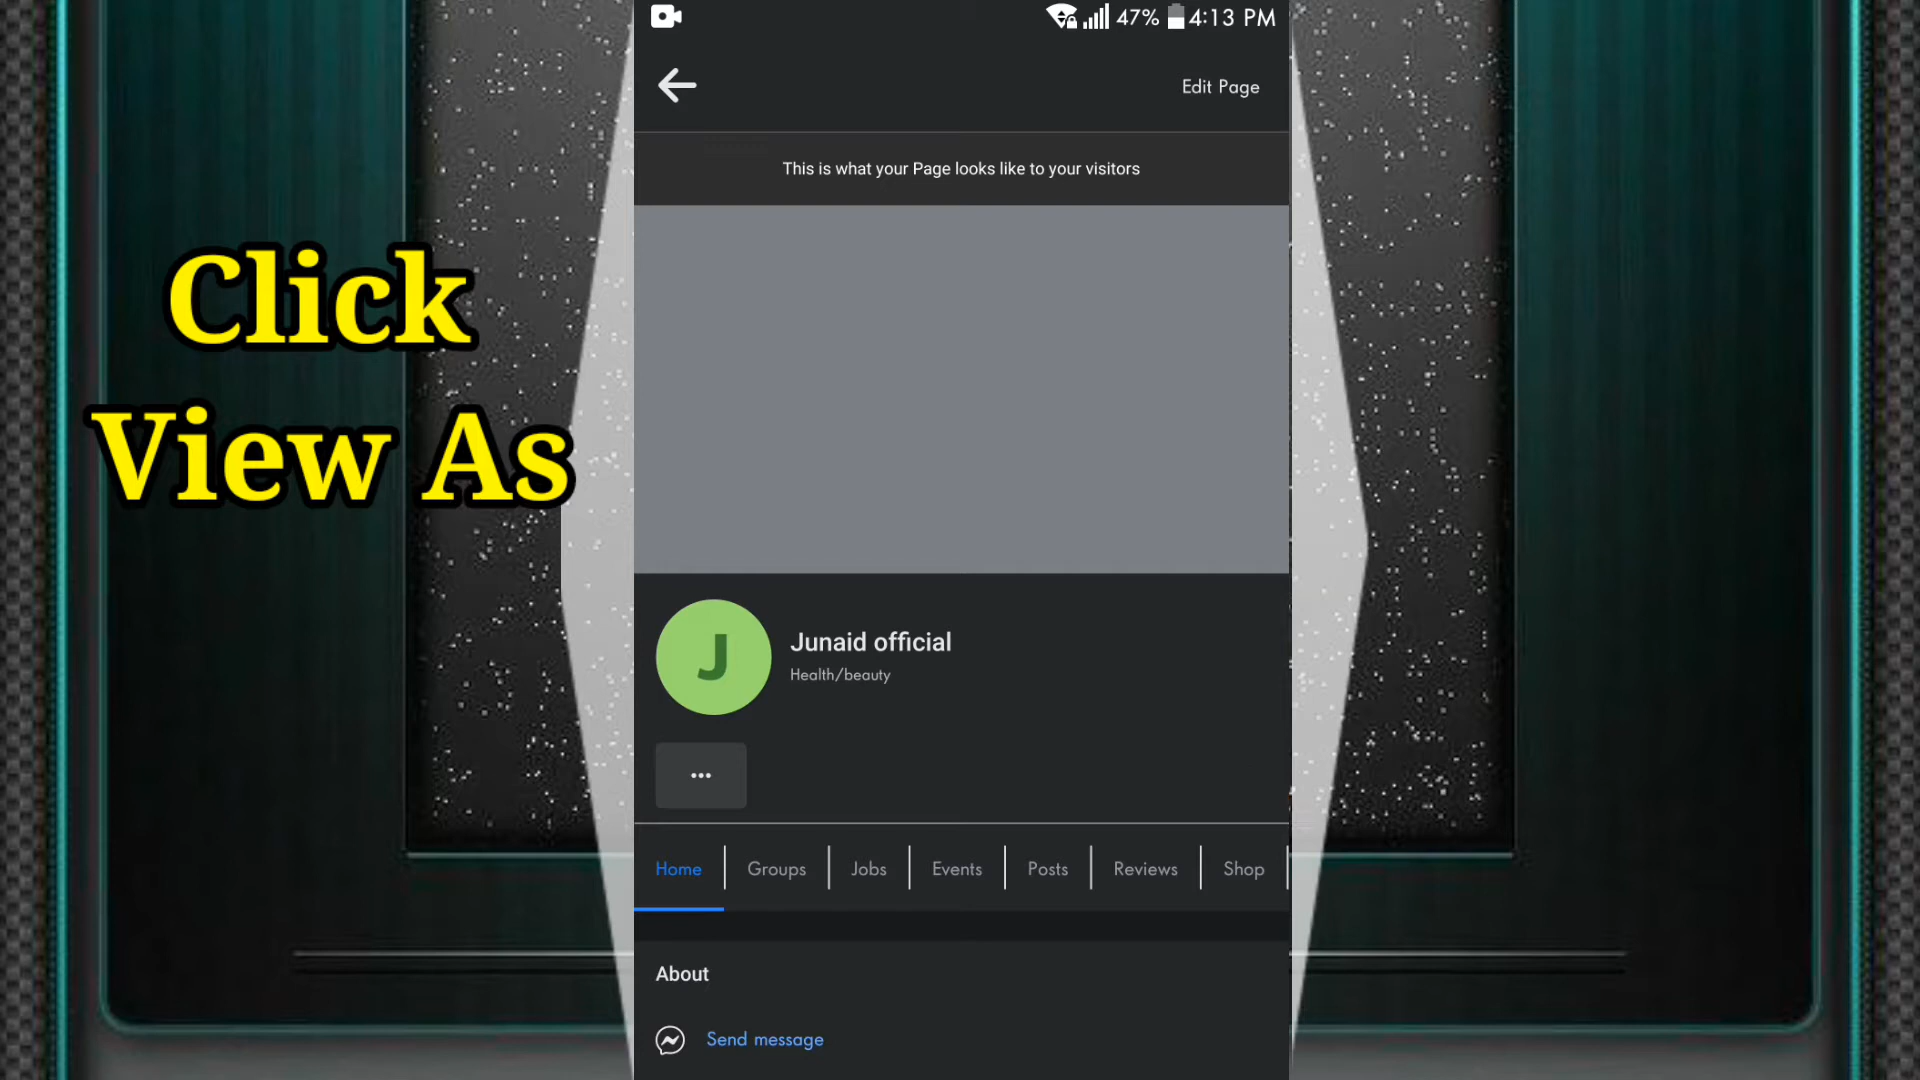 47% 4:13 PM
Edit Page
This is what your Page looks like to your visitors
Click
View As
J
Junaid official
Health/beauty
Home Groups Jobs Events Posts Reviews Shop
About
Send message